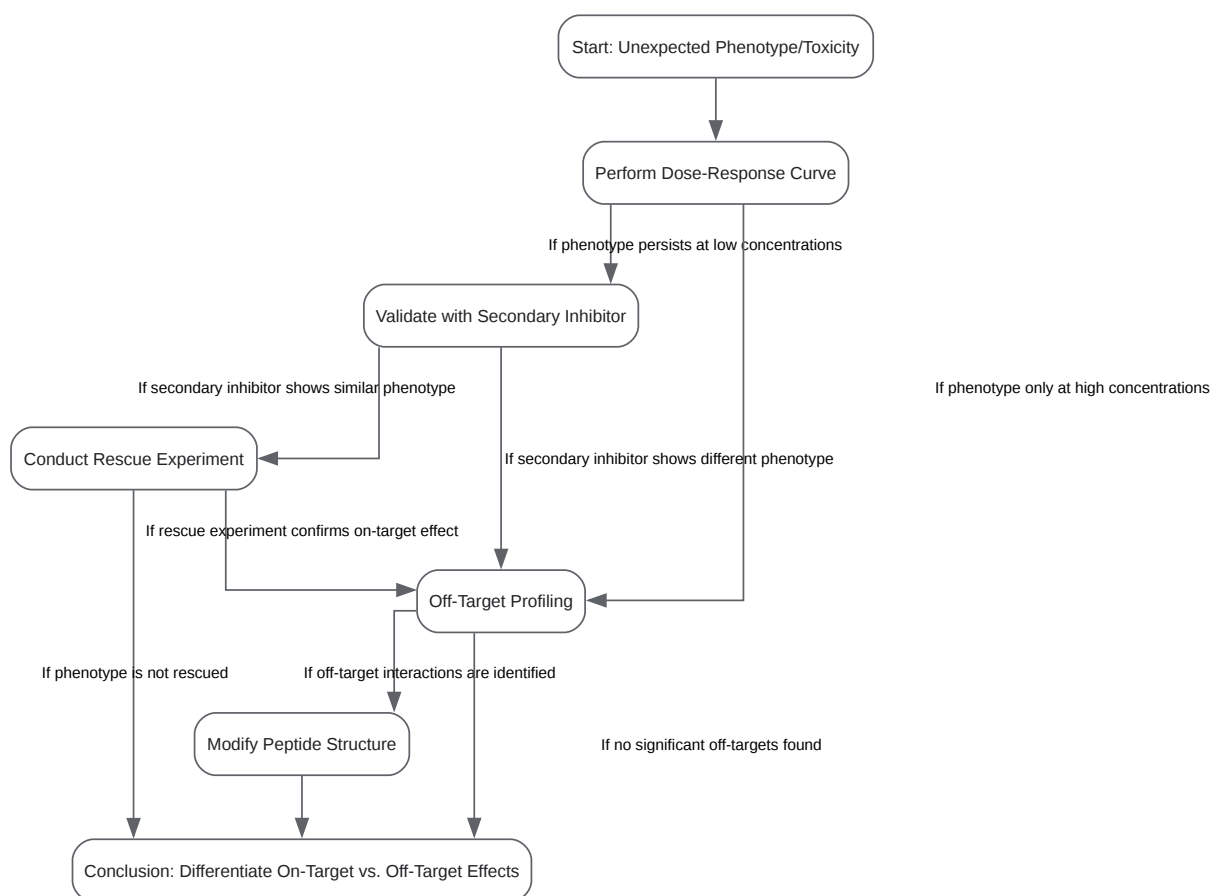 Start: Unexpected Phenotype/Toxicity
Perform Dose-Response Curve
If phenotype persists at low concentrations
Validate with Secondary Inhibitor
If secondary inhibitor shows similar phenotype
If phenotype only at high concentrations
Conduct Rescue Experiment
If secondary inhibitor shows different phenotype
If rescue experiment confirms on-target effect
Off-Target Profiling
If phenotype is not rescued
If off-target interactions are identified
Modify Peptide Structure
If no significant off-targets found
Conclusion: Differentiate On-Target vs. Off-Target Effects